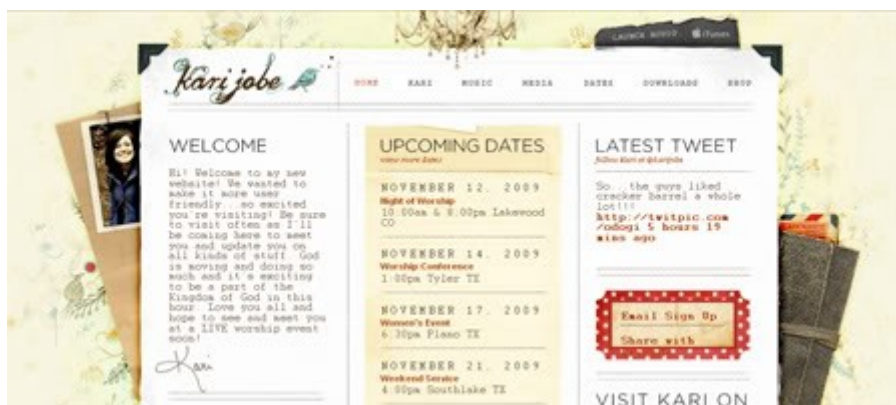 LAUNCH AUDIO iTunes
Kari jobe
HOME KARI MUSIC MEDIA DATES DOWNLOADS SHOP
WELCOME
Hi! Welcome to my new
website! We wanted to
make it more user
friendly...so excited
you're visiting! Be sure
to visit often as I'll
be coming here to meet
you and update you on
all kinds of stuff. God
is moving and doing so
much and it's exciting
to be a part of the
Kingdom of God in this
hour. Love you all and
hope to see and meet you
at a LIVE worship event
soon!
Kari
UPCOMING DATES
view more dates
NOVEMBER 12, 2009
Night of Worship
10:00am & 8:00pm Lakewood
CO
NOVEMBER 14, 2009
Worship Conference
1:00pm Tyler TX
NOVEMBER 17, 2009
Women's Event
6:30pm Plano TX
NOVEMBER 21, 2009
Weekend Service
4:00pm Southlake TX
LATEST TWEET
follow Kari at @karijobe
So...the guys liked
cracker barrel a whole
lot!!!
http://twitpic.com
/odogi 5 hours 19
mins ago
Email Sign Up
Share with
VISIT KARI ON